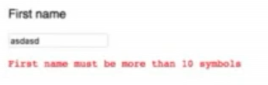 First name
asdasd
First name must be more than 10 symbols